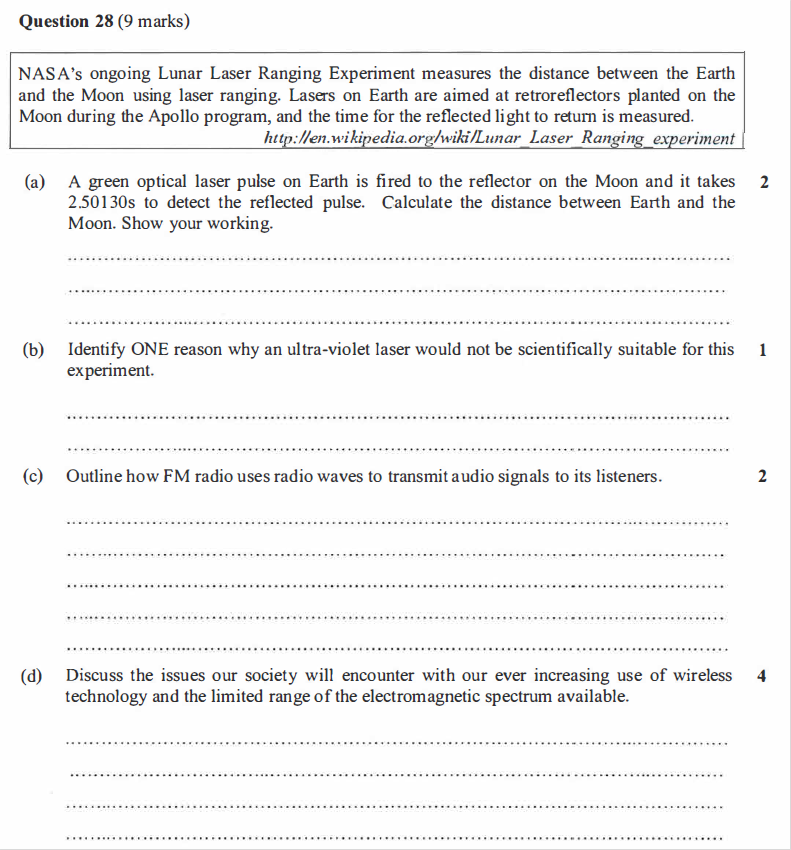 Question 28 (9 marks)
NASA's ongoing Lunar Laser Ranging Experiment measures the distance between the Earth
and the Moon using laser ranging. Lasers on Earth are aimed at retroreflectors planted on the
Moon during the Apollo program, and the time for the reflected light to return is measured.
http://en.wikipedia.org/wiki/Lunar_Laser_Ranging_experiment
(a) A green optical laser pulse on Earth is fired to the reflector on the Moon and it takes 2
2.50130s to detect the reflected pulse. Calculate the distance between Earth and the
Moon. Show your working.
(b) Identify ONE reason why an ultra-violet laser would not be scientifically suitable for this 1
experiment.
(c) Outline how FM radio uses radio waves to transmit audio signals to its listeners. 2
(d) Discuss the issues our society will encounter with our ever increasing use of wireless 4
technology and the limited range of the electromagnetic spectrum available.